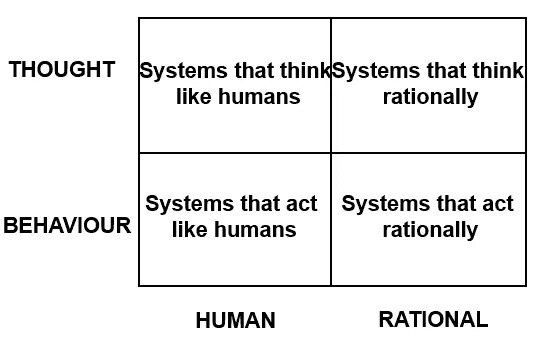 THOUGHT
Systems that think
like humans
Systems that think
rationally
BEHAVIOUR
Systems that act
like humans
Systems that act
rationally
HUMAN
RATIONAL